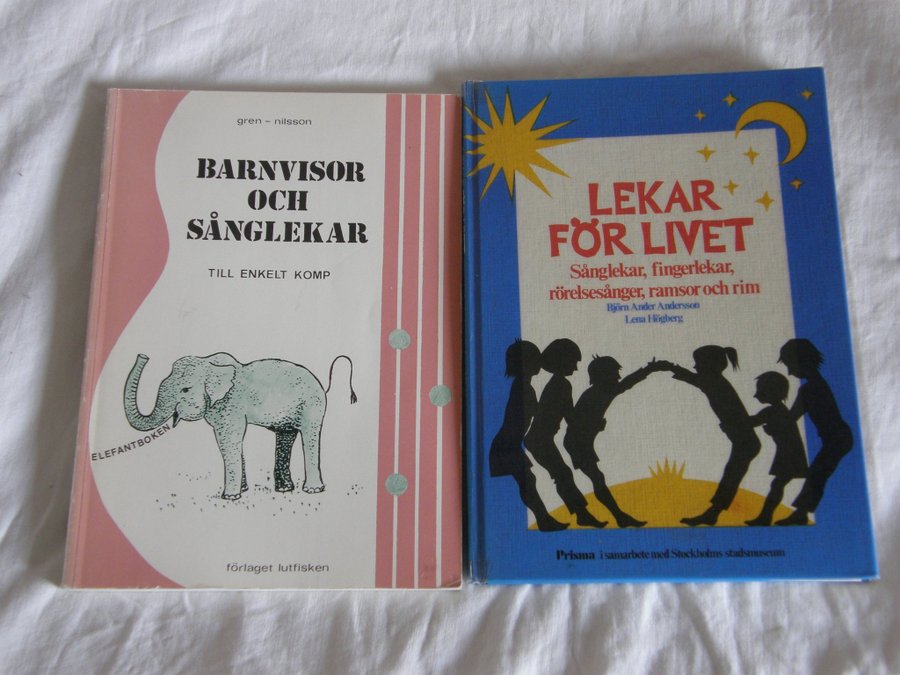 gren - nilsson
BARNVISOR
OCH
SÅNGLEKAR
TILL ENKELT KOMP
ELEFANTBOKEN
förlaget lutfisken
LEKAR
FÖR LIVET
Sånglekar, fingerlekar,
rörelsesånger, ramsor och rim
Björn Ander Andersson
Lena Högberg
Prisma i samarbete med Stockholms stadsmuseum